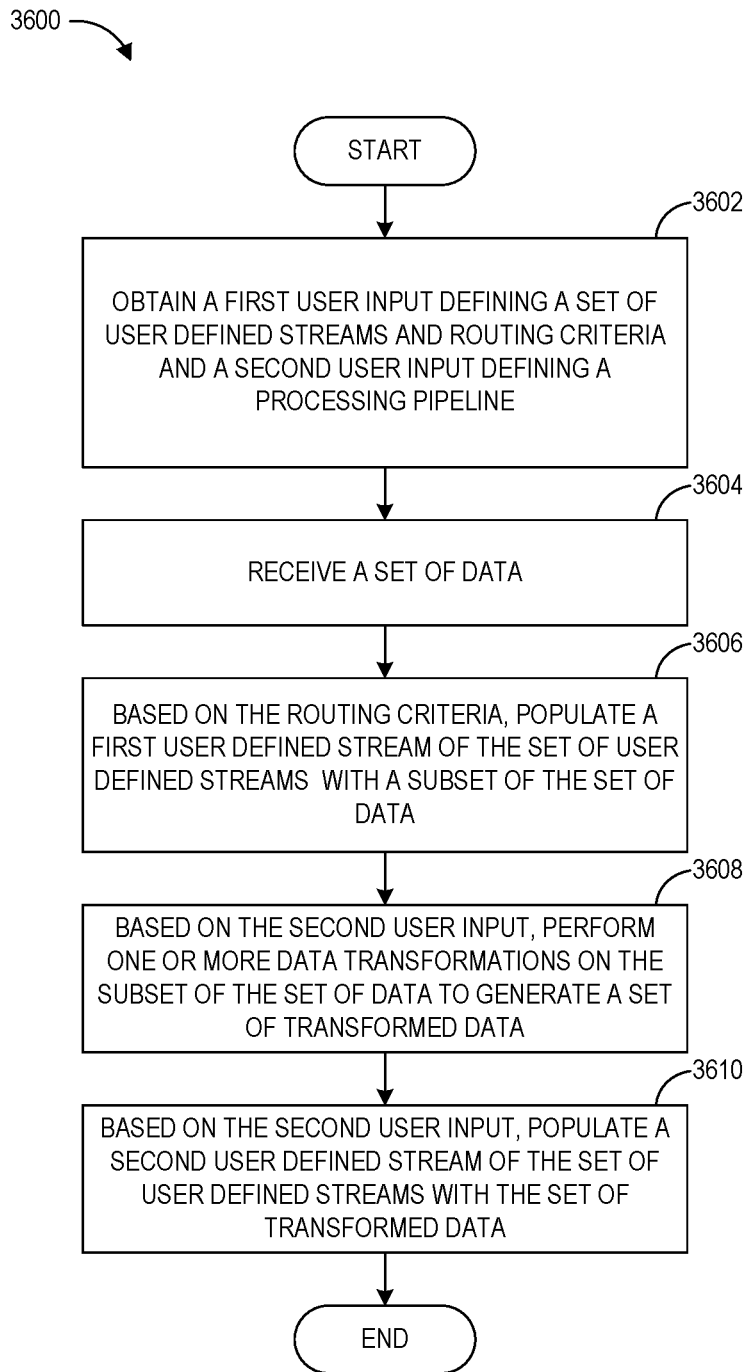 3600
START
3602
OBTAIN A FIRST USER INPUT DEFINING A SET OF
USER DEFINED STREAMS AND ROUTING CRITERIA
AND A SECOND USER INPUT DEFINING A
PROCESSING PIPELINE
3604
RECEIVE A SET OF DATA
3606
BASED ON THE ROUTING CRITERIA, POPULATE A
FIRST USER DEFINED STREAM OF THE SET OF USER
DEFINED STREAMS WITH A SUBSET OF THE SET OF
DATA
3608
BASED ON THE SECOND USER INPUT, PERFORM
ONE OR MORE DATA TRANSFORMATIONS ON THE
SUBSET OF THE SET OF DATA TO GENERATE A SET
OF TRANSFORMED DATA
3610
BASED ON THE SECOND USER INPUT, POPULATE A
SECOND USER DEFINED STREAM OF THE SET OF
USER DEFINED STREAMS WITH THE SET OF
TRANSFORMED DATA
END